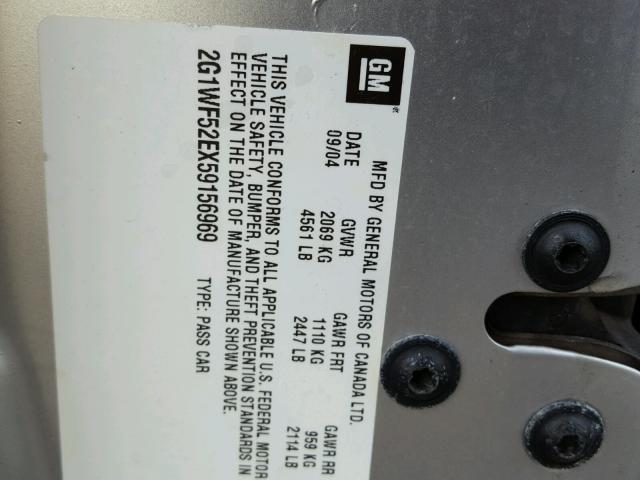 GM
MFD BY GENERAL MOTORS OF CANADA LTD.
DATE GVWR GAWR FRT GAWR RR
09/04 2069 KG 1110 KG 959 KG
4561 LB 2447 LB 2114 LB
THIS VEHICLE CONFORMS TO ALL APPLICABLE U.S. FEDERAL MOTOR
VEHICLE SAFETY, BUMPER, AND THEFT PREVENTION STANDARDS IN
EFFECT ON THE DATE OF MANUFACTURE SHOWN ABOVE.
2G1WF52EX59156969 TYPE: PASS CAR